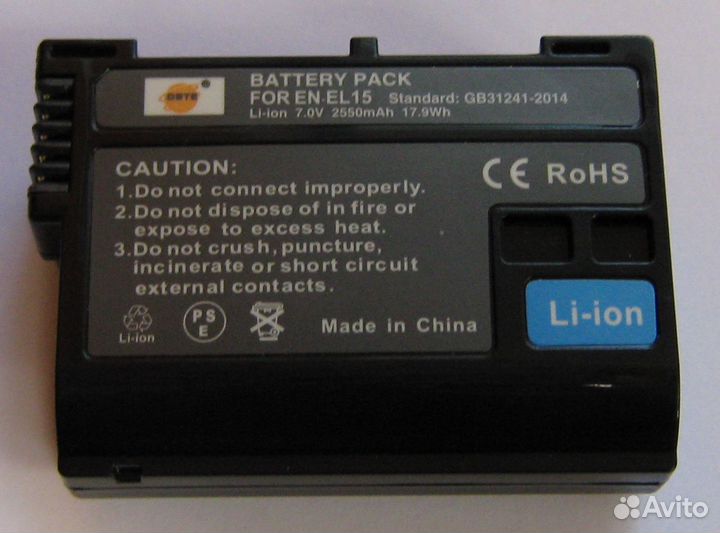 DSTE
BATTERY PACK
FOR EN-EL15 Standard: GB31241-2014
Li-ion 7.0V 2550mAh 17.9Wh
CAUTION:
1.Do not connect improperly.
2.Do not dispose of in fire or
expose to excess heat.
3.Do not crush, puncture,
incinerate or short circuit
external contacts.
CE RoHS
Li-ion
Li-ion
PS
E
Made in China
Avito